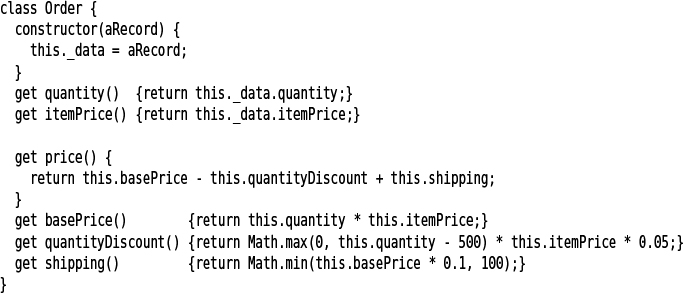 class Order {
  constructor(aRecord) {
    this._data = aRecord;
  }
  get quantity()  {return this._data.quantity;}
  get itemPrice() {return this._data.itemPrice;}

  get price() {
    return this.basePrice - this.quantityDiscount + this.shipping;
  }
  get basePrice()        {return this.quantity * this.itemPrice;}
  get quantityDiscount() {return Math.max(0, this.quantity - 500) * this.itemPrice * 0.05;}
  get shipping()         {return Math.min(this.basePrice * 0.1, 100);}
}